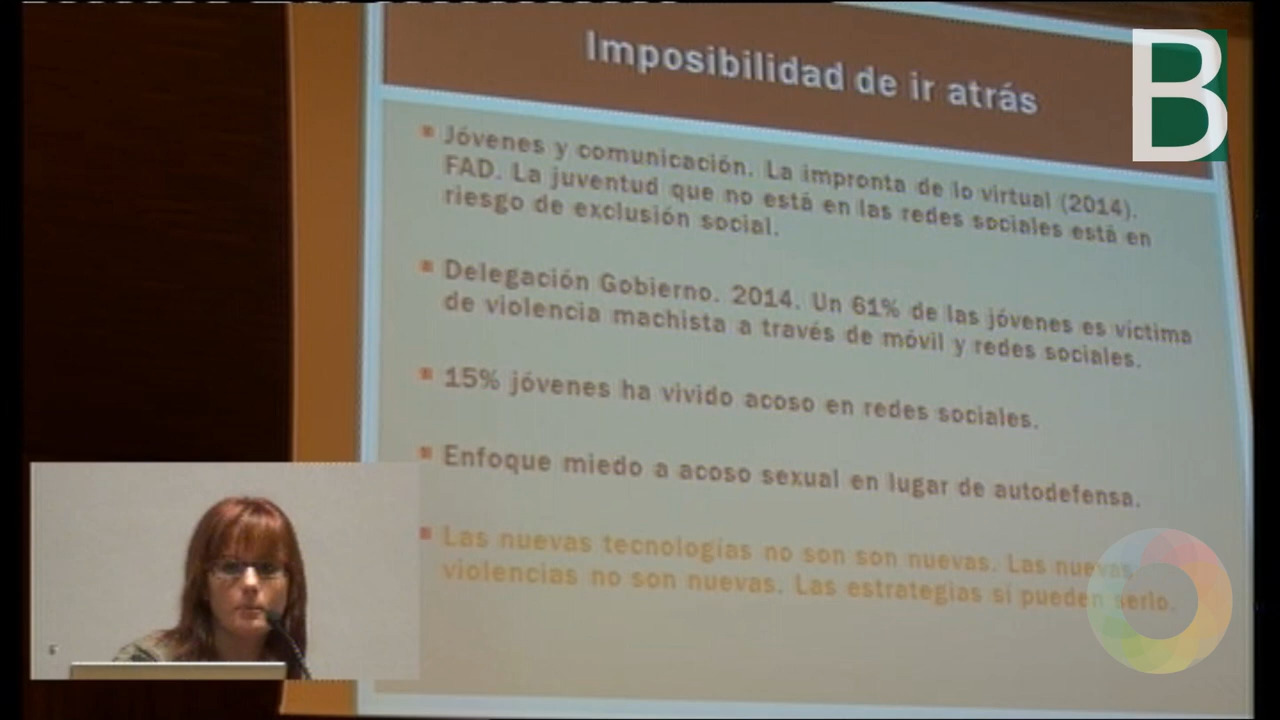 Imposibilidad de ir atrás
B
Jóvenes y comunicación. La impronta de lo virtual (2014).
FAD. La juventud que no está en las redes sociales está en
riesgo de exclusión social.
Delegación Gobierno. 2014. Un 61% de las jóvenes es víctima
de violencia machista a través de móvil y redes sociales.
15% jóvenes ha vivido acoso en redes sociales.
Enfoque miedo a acoso sexual en lugar de autodefensa.
Las nuevas tecnologías no son son nuevas. Las nuevas
violencias no son nuevas. Las estrategias sí pueden serlo.